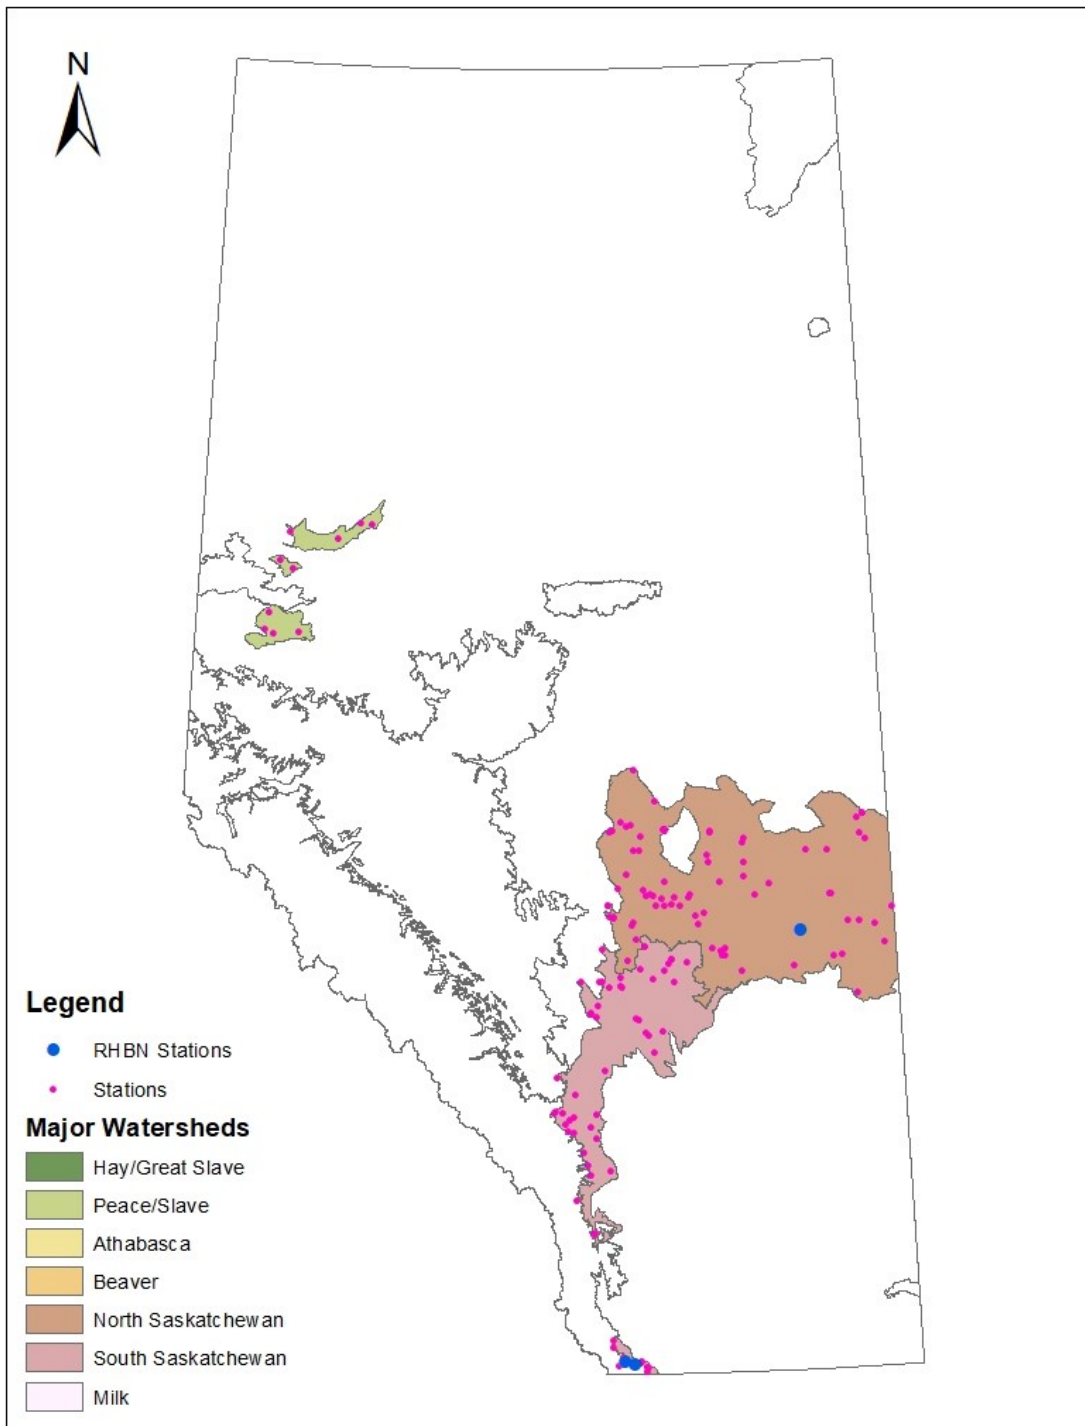 N
Legend
RHBN Stations
Stations
Major Watersheds
Hay/Great Slave
Peace/Slave
Athabasca
Beaver
North Saskatchewan
South Saskatchewan
Milk